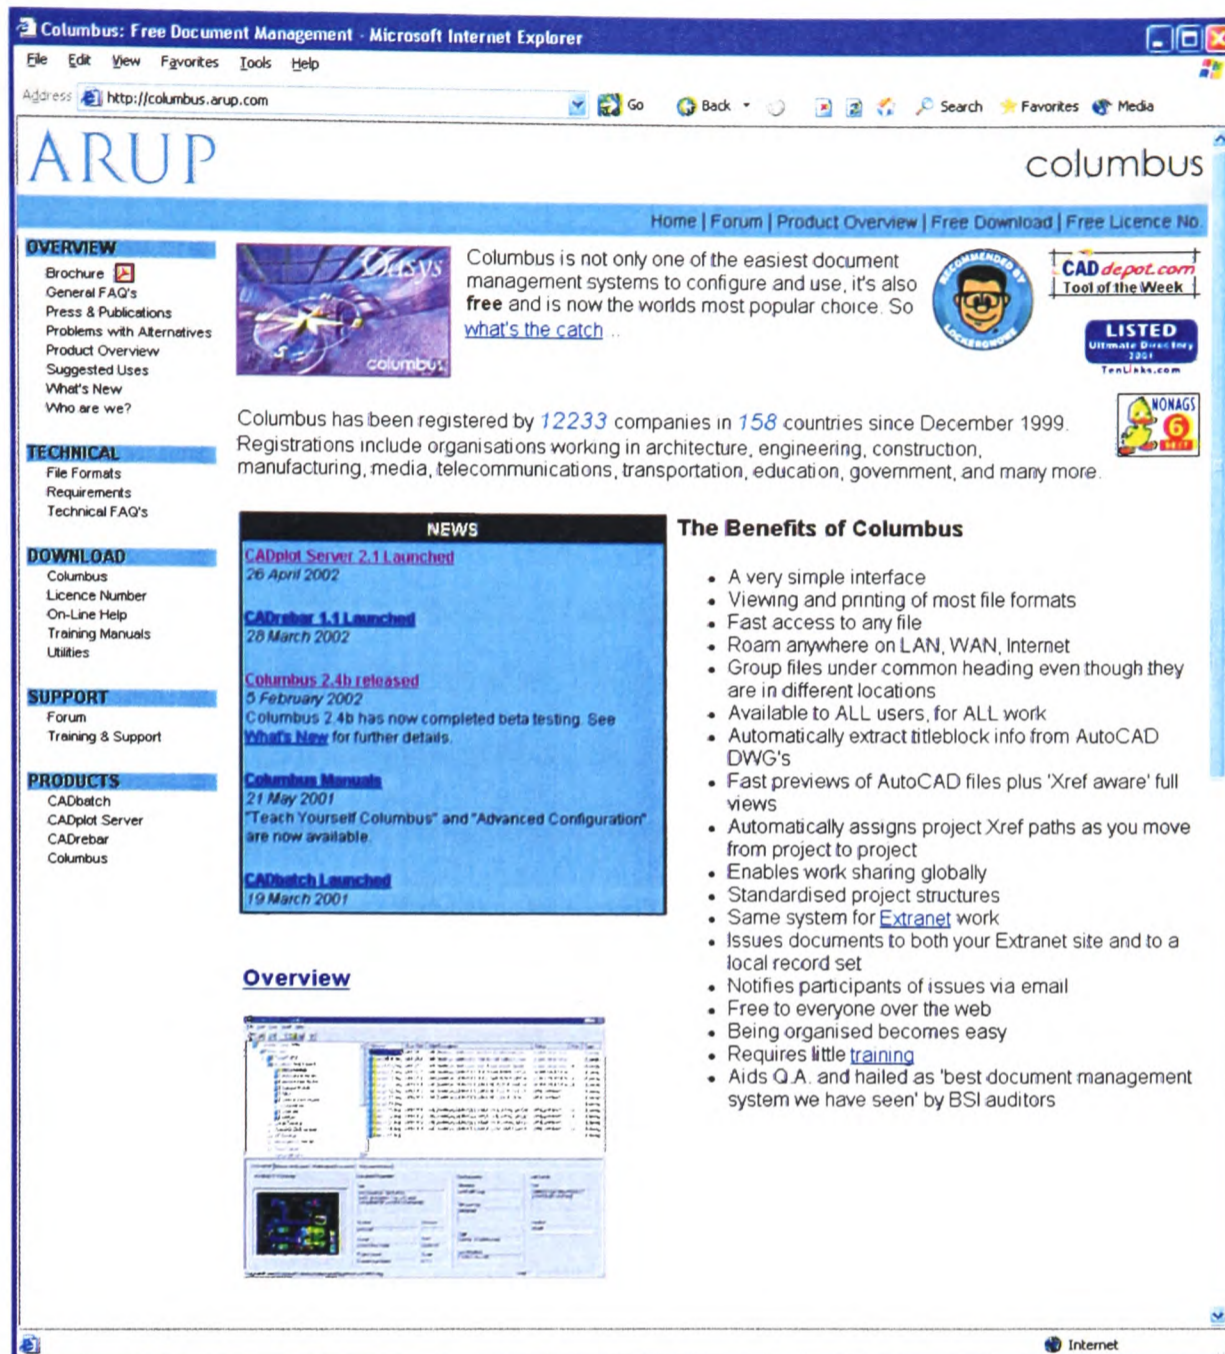 Columbus: Free Document Management - Microsoft Internet Explorer
File Edit View Favorites Tools Help
Address http://columbus.arup.com Go Back Search Favorites Media
ARUP
columbus
Home | Forum | Product Overview | Free Download | Free Licence No.
OVERVIEW
Brochure
General FAQ's
Press & Publications
Problems with Alternatives
Product Overview
Suggested Uses
What's New
Who are we?
TECHNICAL
File Formats
Requirements
Technical FAQ's
DOWNLOAD
Columbus
Licence Number
On-Line Help
Training Manuals
Utilities
SUPPORT
Forum
Training & Support
PRODUCTS
CADbatch
CADplot Server
CADrebar
Columbus
Oasys
columbus
Columbus is not only one of the easiest document
management systems to configure and use, it's also
free and is now the worlds most popular choice. So
what's the catch ..
RECOMMENDED BY
LOCKERGNOME
CAD depot.com
Tool of the Week
LISTED
Ultimate Directory
2001
TenLinks.com
NONAGS
6
Columbus has been registered by 12233 companies in 158 countries since December 1999.
Registrations include organisations working in architecture, engineering, construction,
manufacturing, media, telecommunications, transportation, education, government, and many more.
NEWS
CADplot Server 2.1 Launched
26 April 2002
CADrebar 1.1 Launched
28 March 2002
Columbus 2.4b released
5 February 2002
Columbus 2.4b has now completed beta testing. See
What's New for further details.
Columbus Manuals
21 May 2001
"Teach Yourself Columbus" and "Advanced Configuration"
are now available.
CADbatch Launched
19 March 2001
Overview
The Benefits of Columbus
• A very simple interface
• Viewing and printing of most file formats
• Fast access to any file
• Roam anywhere on LAN, WAN, Internet
• Group files under common heading even though they
are in different locations
• Available to ALL users, for ALL work
• Automatically extract titleblock info from AutoCAD
DWG's
• Fast previews of AutoCAD files plus 'Xref aware' full
views
• Automatically assigns project Xref paths as you move
from project to project
• Enables work sharing globally
• Standardised project structures
• Same system for Extranet work
• Issues documents to both your Extranet site and to a
local record set
• Notifies participants of issues via email
• Free to everyone over the web
• Being organised becomes easy
• Requires little training
• Aids Q.A. and hailed as 'best document management
system we have seen' by BSI auditors
Internet